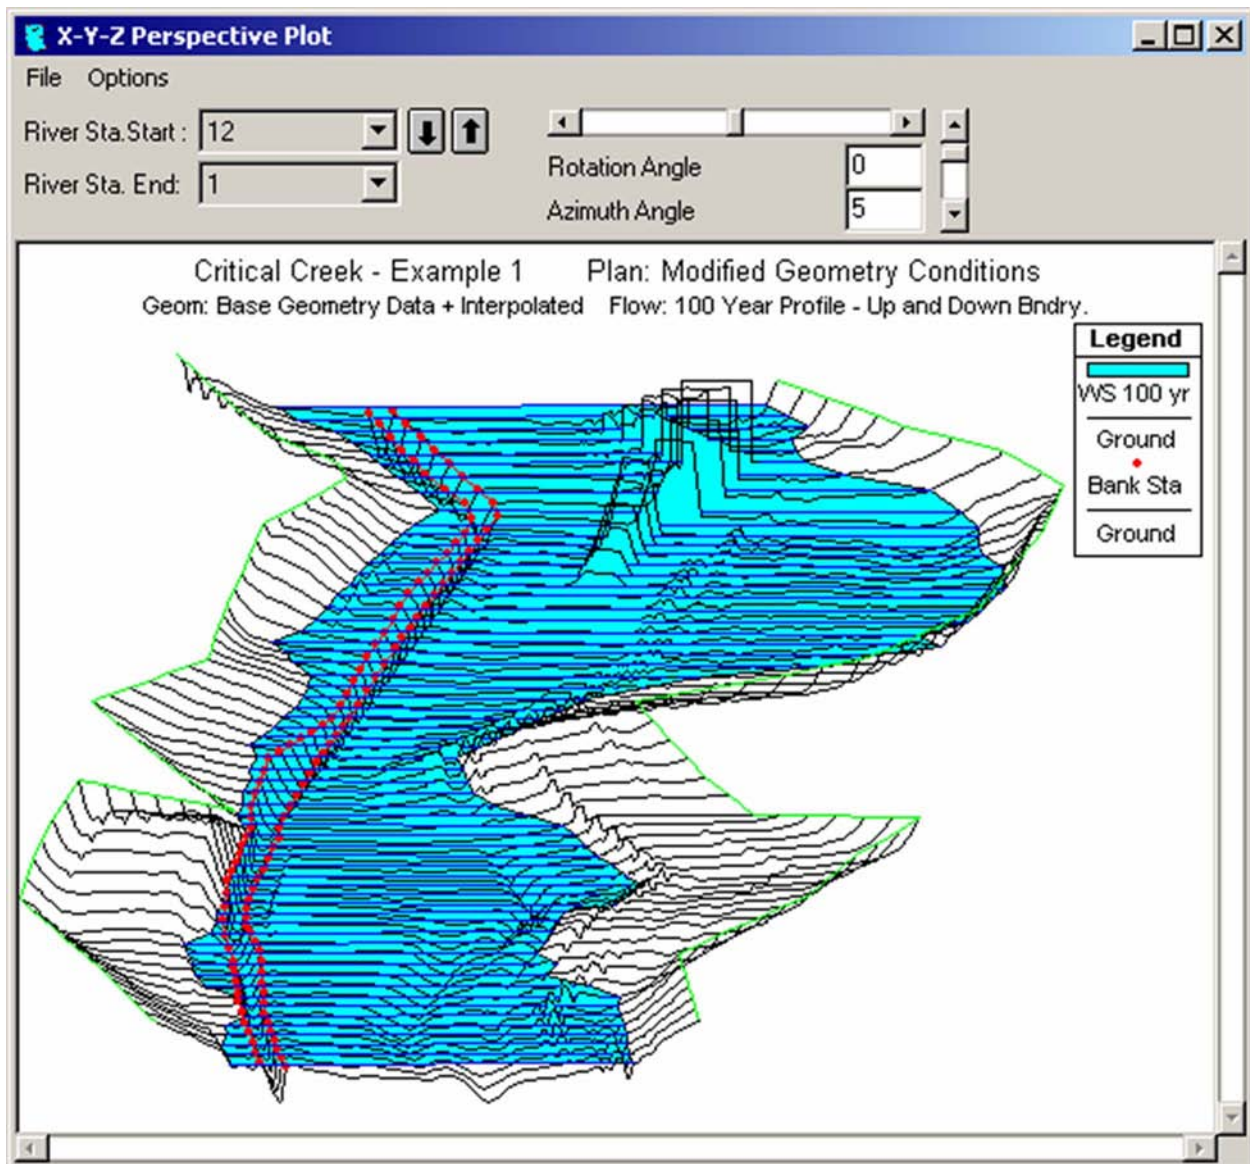 X-Y-Z Perspective Plot
File Options
River Sta.Start : 12
River Sta. End: 1
Rotation Angle 0
Azimuth Angle 5
Critical Creek - Example 1 Plan: Modified Geometry Conditions
Geom: Base Geometry Data + Interpolated Flow: 100 Year Profile - Up and Down Bndry.
Legend
WS 100 yr
Ground
Bank Sta
Ground